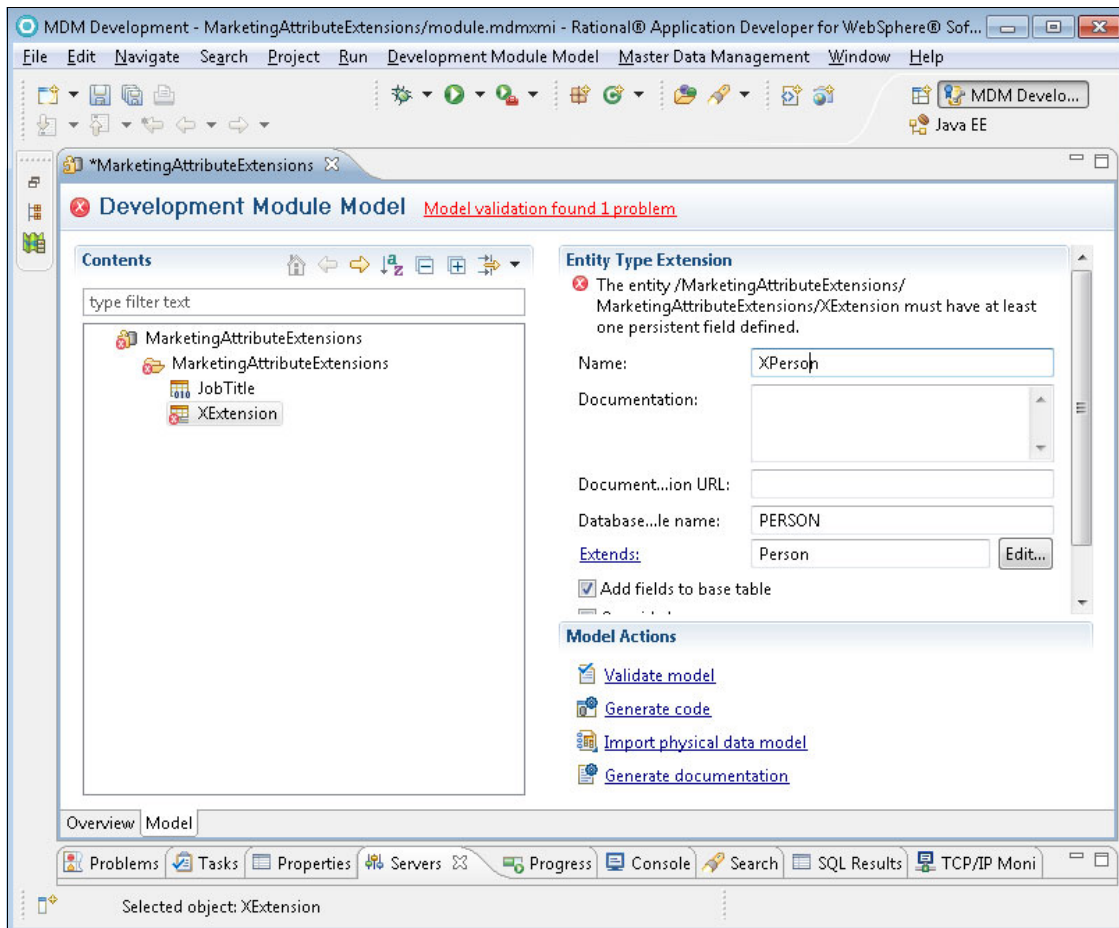 MDM Development - MarketingAttributeExtensions/module.mdmxmi - Rational® Application Developer for WebSphere® Sof...
File Edit Navigate Search Project Run Development Module Model Master Data Management Window Help
MDM Develo...
Java EE
*MarketingAttributeExtensions
Development Module Model Model validation found 1 problem
Contents
type filter text
MarketingAttributeExtensions
MarketingAttributeExtensions
JobTitle
XExtension
Entity Type Extension
The entity /MarketingAttributeExtensions/
MarketingAttributeExtensions/XExtension must have at least
one persistent field defined.
Name: XPerson
Documentation:
Document...ion URL:
Database...le name: PERSON
Extends: Person Edit...
Add fields to base table
Model Actions
Validate model
Generate code
Import physical data model
Generate documentation
Overview Model
Problems Tasks Properties Servers Progress Console Search SQL Results TCP/IP Moni
Selected object: XExtension